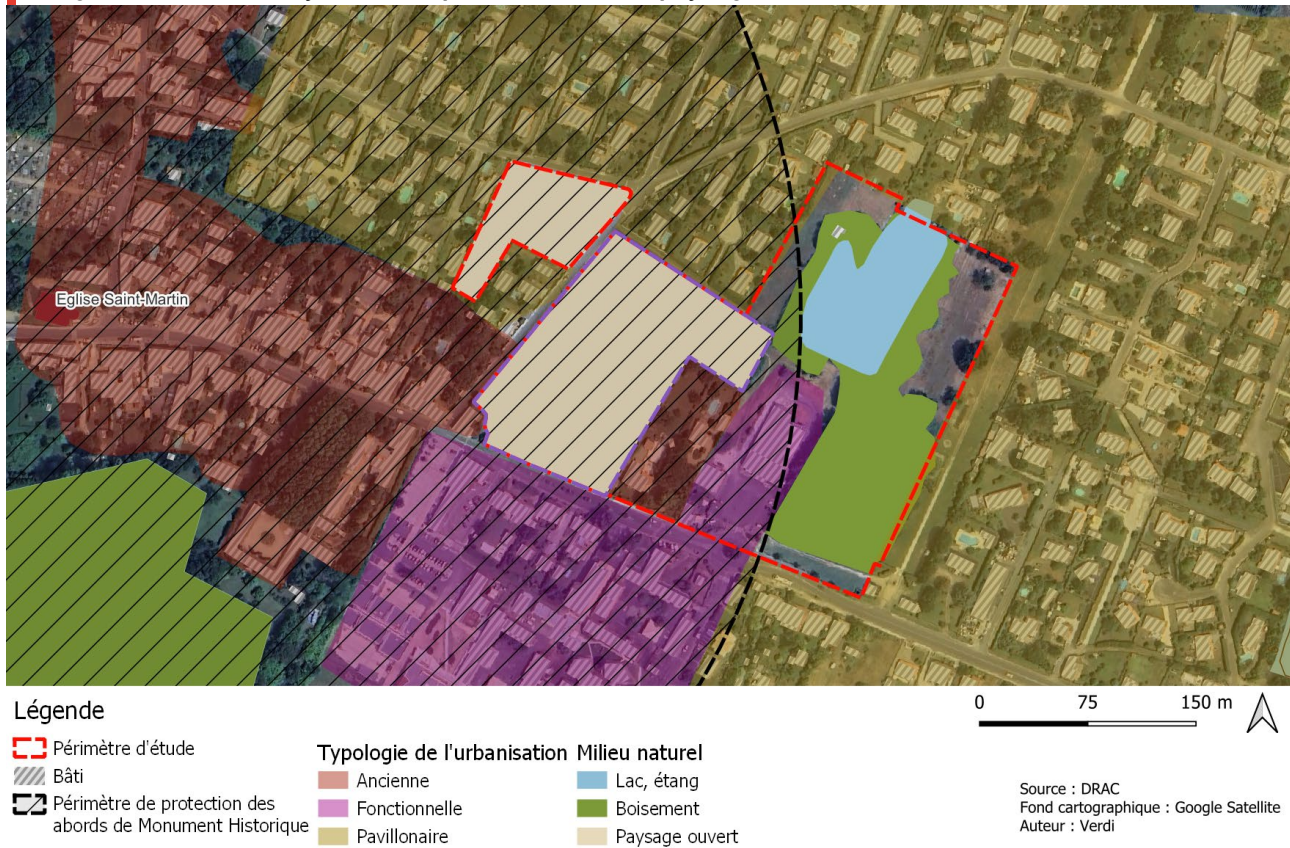 Eglise Saint-Martin
Légende
Périmètre d'étude
Bâti
Périmètre de protection des
abords de Monument Historique
Typologie de l'urbanisation
Ancienne
Fonctionnelle
Pavillonaire
Milieu naturel
Lac, étang
Boisement
Paysage ouvert
0 75 150 m
Source : DRAC
Fond cartographique : Google Satellite
Auteur : Verdi